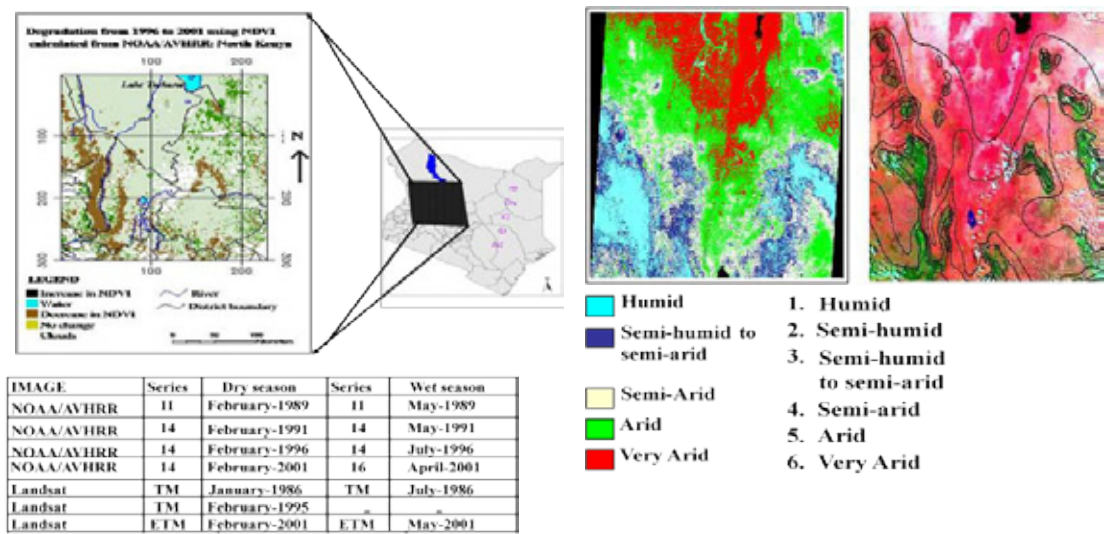 Degradation from 1996 to 2001 using NDVI
calculated from NOAA/AVHRR: North Kenya
100 200
Lake Turkana
100 100
N
200 200
300 300
100 200
LEGEND
Increase in NDVI
Water
Decrease in NDVI
No change
River
District boundary
0 50 100
IMAGE Series Dry season Series Wet season
NOAA/AVHRR 11 February-1989 11 May-1989
NOAA/AVHRR 14 February-1991 14 May-1991
NOAA/AVHRR 14 February-1996 14 July-1996
NOAA/AVHRR 14 February-2001 16 April-2001
Landsat TM January-1986 TM July-1986
Landsat TM February-1995 - -
Landsat ETM February-2001 ETM May-2001
Humid
Semi-humid to
semi-arid
Semi-Arid
Arid
Very Arid
1. Humid
2. Semi-humid
3. Semi-humid
to semi-arid
4. Semi-arid
5. Arid
6. Very Arid